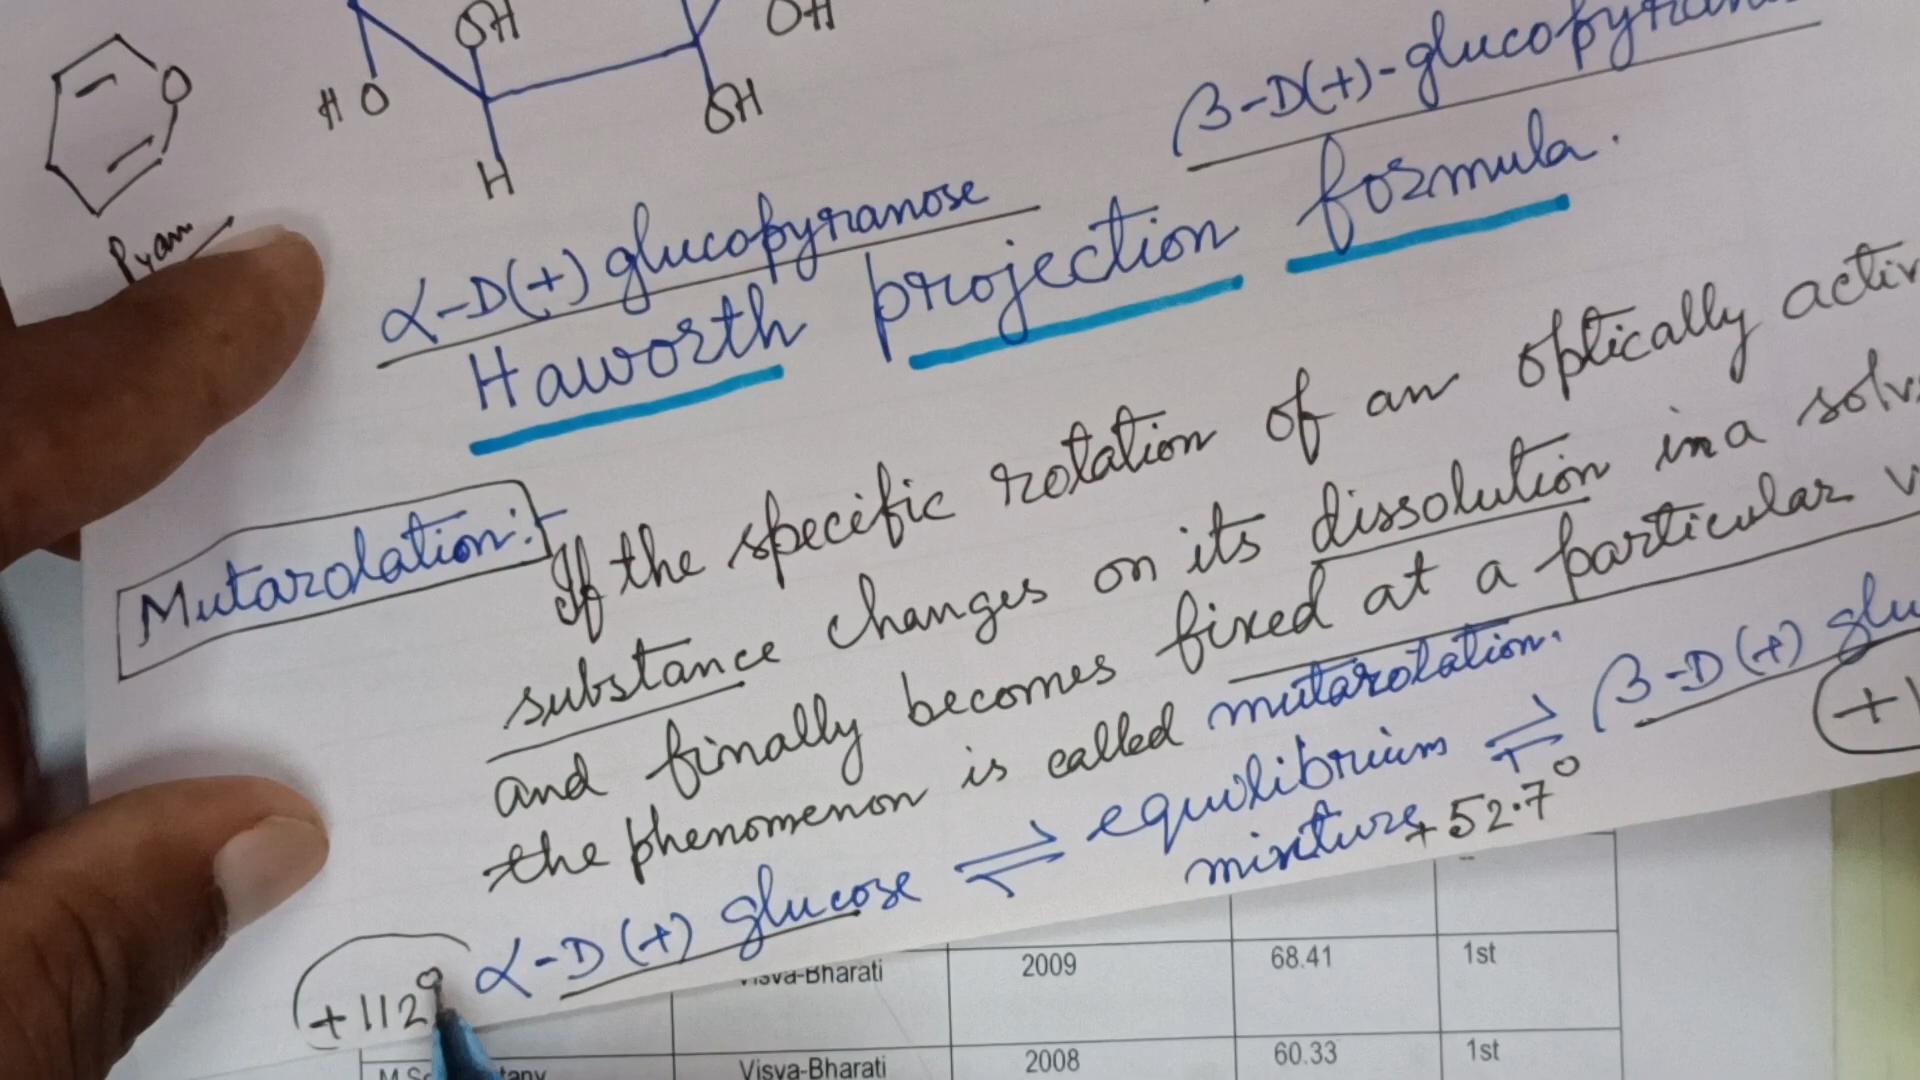 OH
OH
O
HO
OH
H
Pyran
β-D(+)-glucopyran
α-D(+) glucopyranose
Haworth projection formula.
Mutarotation:- If the specific rotation of an optically activ
substance changes on its dissolution in a solv
and finally becomes fixed at a particular v
the phenomenon is called mutarotation.
α-D(+) glucose ⇌ equilibrium ⇌ β-D(+) glu
mixture +52.7°
+112°
+1
Visva-Bharati 2009 68.41 1st
Visva-Bharati 2008 60.33 1st